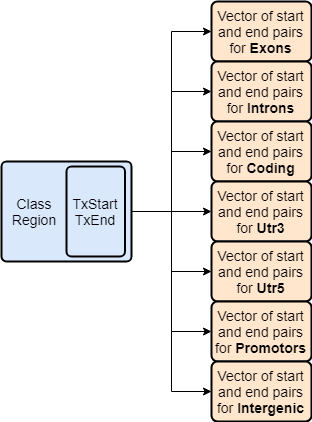 Vector of start
and end pairs
for Exons
Vector of start
and end pairs
for Introns
Vector of start
and end pairs
for Coding
Class
Region
TxStart
TxEnd
Vector of start
and end pairs
for Utr3
Vector of start
and end pairs
for Utr5
Vector of start
and end pairs
for Promotors
Vector of start
and end pairs
for Intergenic